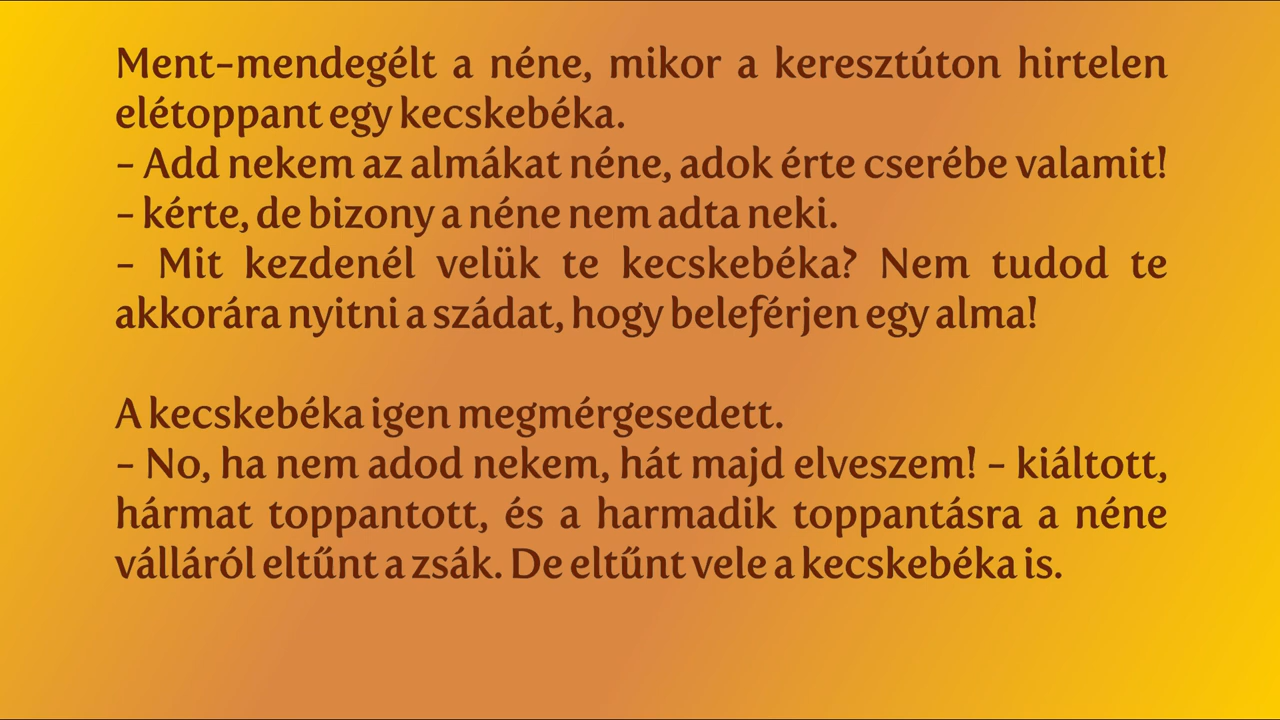 Ment-mendegélt a néne, mikor a keresztúton hirtelen
elétoppant egy kecskebéka.
– Add nekem az almákat néne, adok érte cserébe valamit!
– kérte, de bizony a néne nem adta neki.
– Mit kezdenél velük te kecskebéka? Nem tudod te
akkorára nyitni a szádat, hogy beleférjen egy alma!
A kecskebéka igen megmérgesedett.
– No, ha nem adod nekem, hát majd elveszem! – kiáltott,
hármat toppantott, és a harmadik toppantásra a néne
válláról eltűnt a zsák. De eltűnt vele a kecskebéka is.